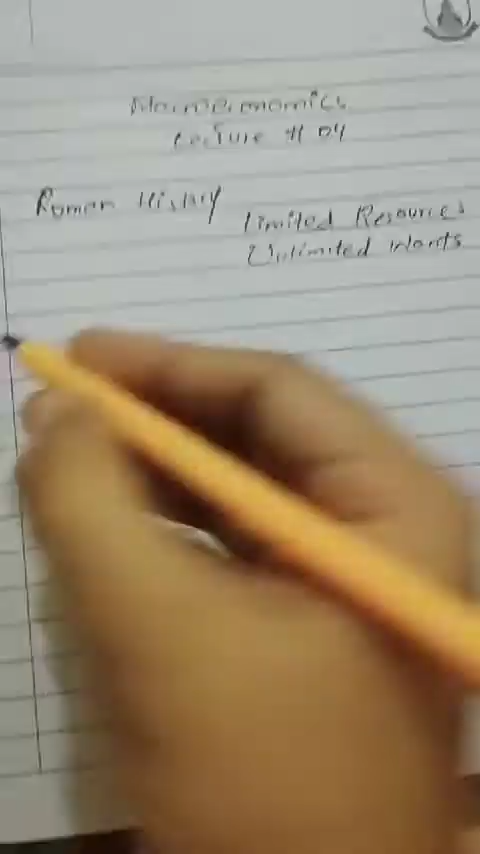 Macroeconomics
Lecture # 04
Roman History
Limited Resources
Unlimited Wants